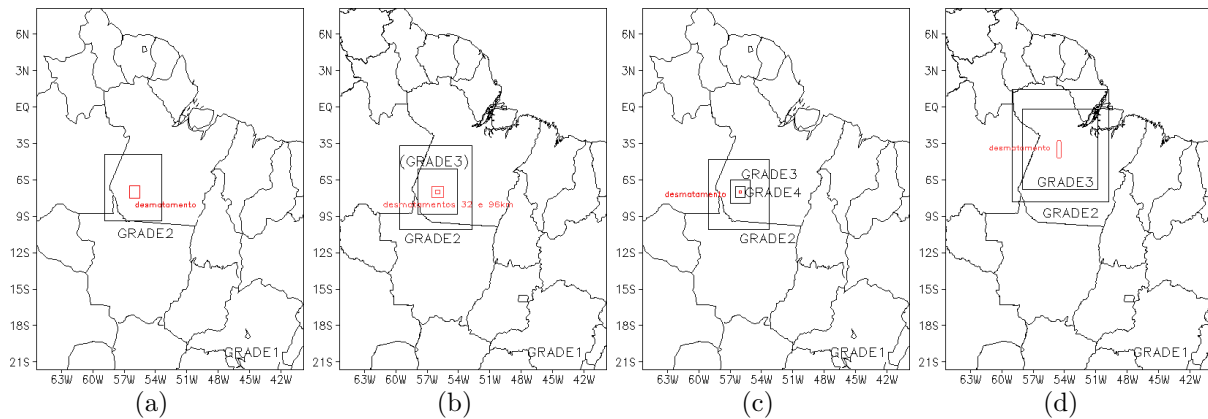 6N 6N 6N 6N
3N 3N 3N 3N
EQ EQ EQ EQ
3S 3S 3S 3S
desmatamento
(GRADE3)
GRADE3
6S 6S 6S 6S
desmatamento GRADE4 GRADE3
desmatamento desmatamentos 32 e 96km
9S 9S 9S 9S
GRADE2 GRADE2 GRADE2 GRADE2
12S 12S 12S 12S
15S 15S 15S 15S
18S 18S 18S 18S
GRADE1 GRADE1 GRADE1 GRADE1
21S 21S 21S 21S
63W 60W 57W 54W 51W 48W 45W 42W 63W 60W 57W 54W 51W 48W 45W 42W 63W 60W 57W 54W 51W 48W 45W 42W 63W 60W 57W 54W 51W 48W 45W 42W
(a) (b) (c) (d)